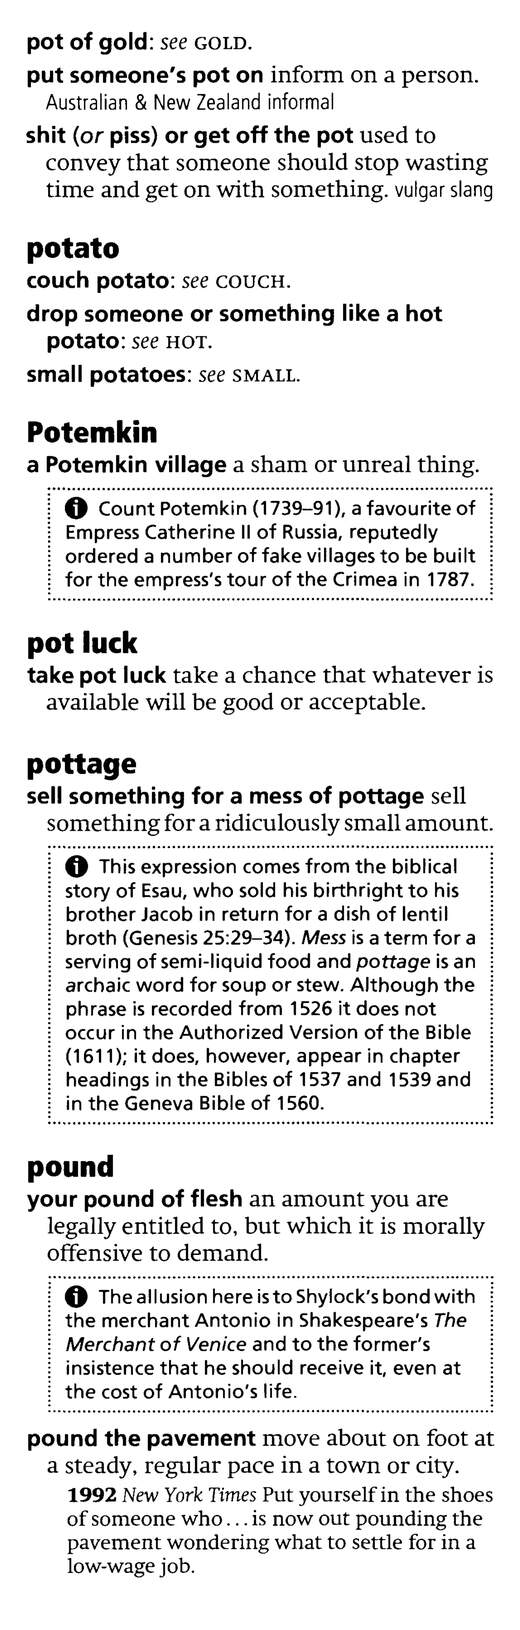 pot of gold: see GOLD.
put someone's pot on inform on a person.
Australian & New Zealand informal
shit (or piss) or get off the pot used to
convey that someone should stop wasting
time and get on with something. vulgar slang
potato
couch potato: see COUCH.
drop someone or something like a hot
potato: see HOT.
small potatoes: see SMALL.
Potemkin
a Potemkin village a sham or unreal thing.
i Count Potemkin (1739–91), a favourite of
Empress Catherine II of Russia, reputedly
ordered a number of fake villages to be built
for the empress's tour of the Crimea in 1787.
pot luck
take pot luck take a chance that whatever is
available will be good or acceptable.
pottage
sell something for a mess of pottage sell
something for a ridiculously small amount.
i This expression comes from the biblical
story of Esau, who sold his birthright to his
brother Jacob in return for a dish of lentil
broth (Genesis 25:29–34). Mess is a term for a
serving of semi-liquid food and pottage is an
archaic word for soup or stew. Although the
phrase is recorded from 1526 it does not
occur in the Authorized Version of the Bible
(1611); it does, however, appear in chapter
headings in the Bibles of 1537 and 1539 and
in the Geneva Bible of 1560.
pound
your pound of flesh an amount you are
legally entitled to, but which it is morally
offensive to demand.
i The allusion here is to Shylock's bond with
the merchant Antonio in Shakespeare's The
Merchant of Venice and to the former's
insistence that he should receive it, even at
the cost of Antonio's life.
pound the pavement move about on foot at
a steady, regular pace in a town or city.
1992 New York Times Put yourself in the shoes
of someone who... is now out pounding the
pavement wondering what to settle for in a
low-wage job.